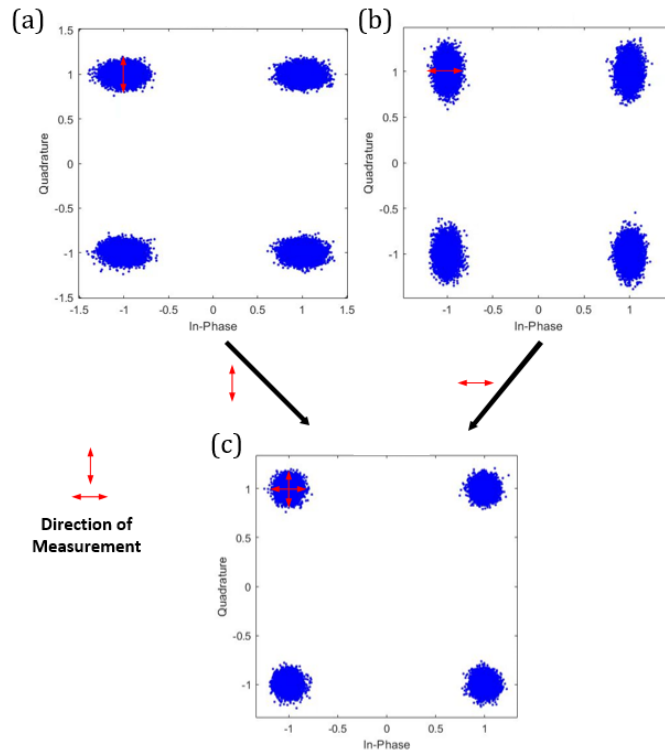 (a)
(b)
1.5
1
0.5
0
-0.5
-1
-1.5
Quadrature
-1.5 -1 -0.5 0 0.5 1 1.5
In-Phase
1
0.5
0
-0.5
-1
Quadrature
-1 -0.5 0 0.5 1
In-Phase
(c)
1
0.5
0
-0.5
-1
Quadrature
-1 -0.5 0 0.5 1
In-Phase
Direction of
Measurement